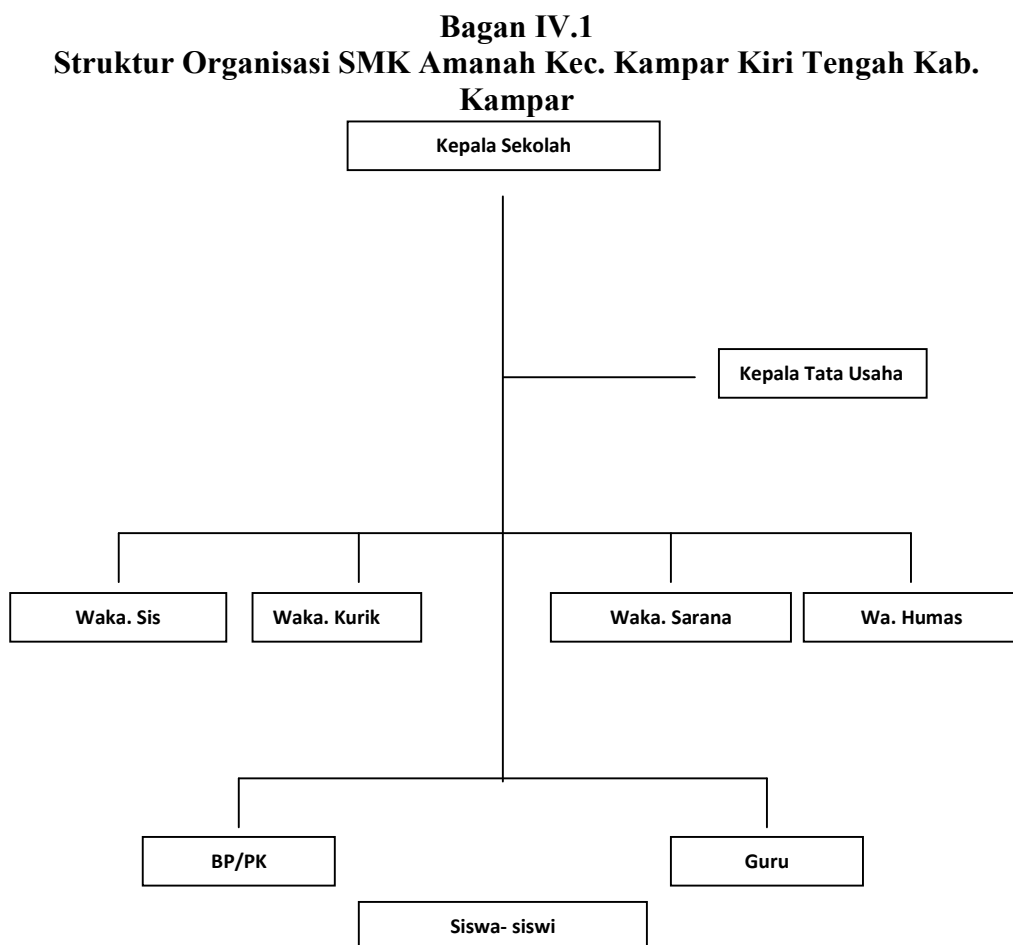 Bagan IV.1
Struktur Organisasi SMK Amanah Kec. Kampar Kiri Tengah Kab.
Kampar
Kepala Sekolah
Kepala Tata Usaha
Waka. Sis
Waka. Kurik
Waka. Sarana
Wa. Humas
BP/PK
Guru
Siswa- siswi